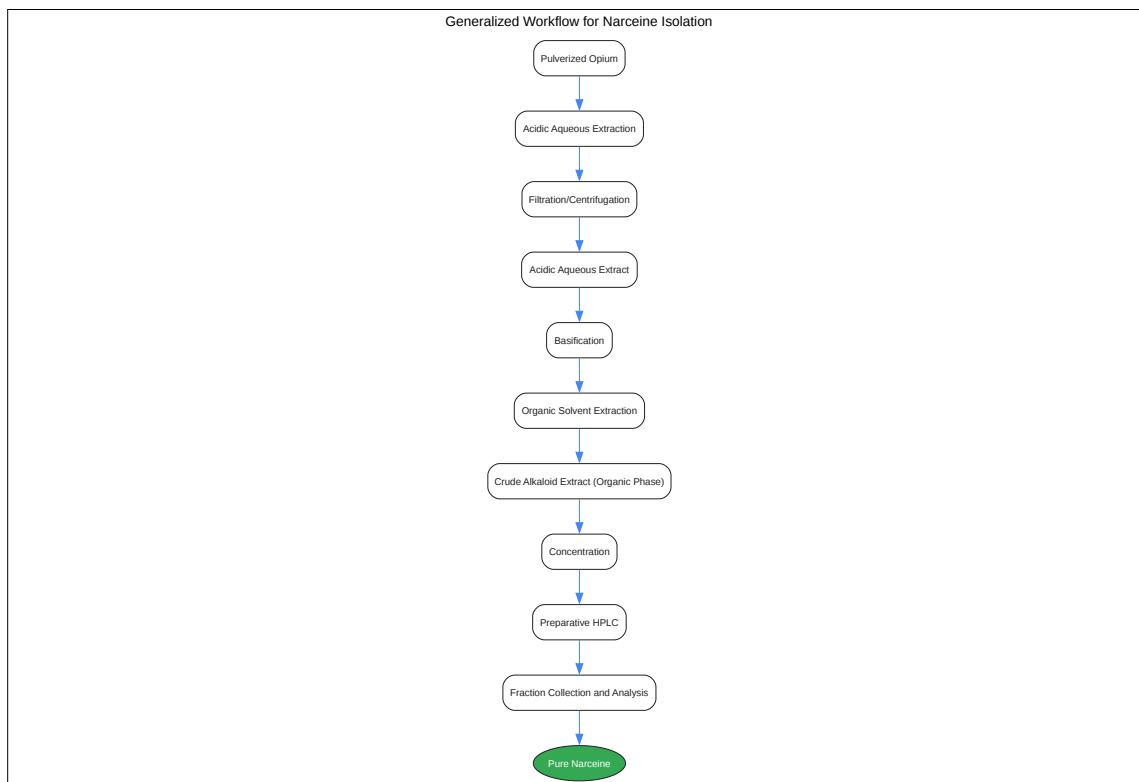 Generalized Workflow for Narceine Isolation
Pulverized Opium
Acidic Aqueous Extraction
Filtration/Centrifugation
Acidic Aqueous Extract
Basification
Organic Solvent Extraction
Crude Alkaloid Extract (Organic Phase)
Concentration
Preparative HPLC
Fraction Collection and Analysis
Pure Narceine